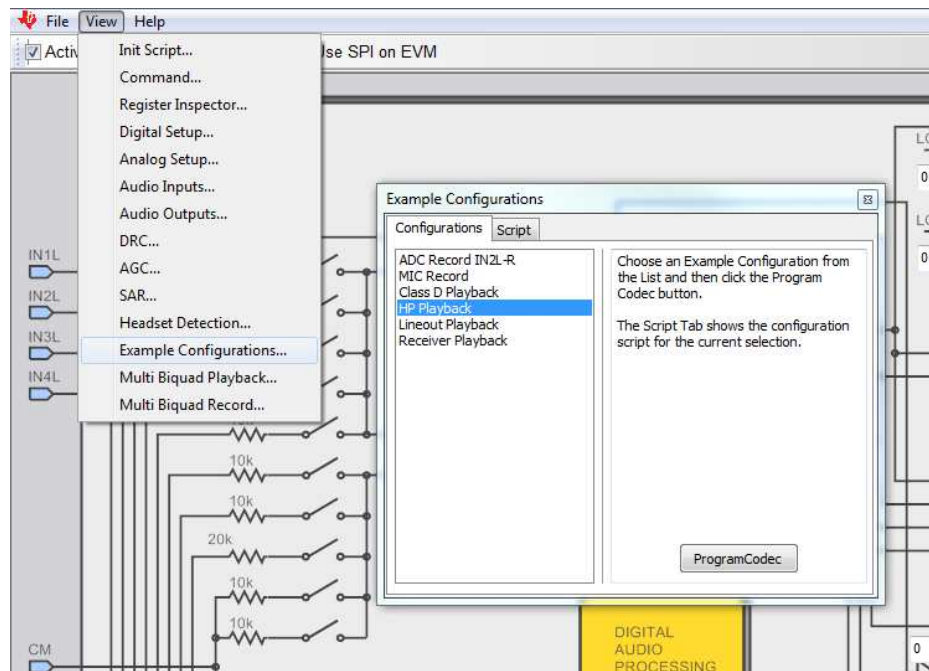 File View Help
Activ
Use SPI on EVM
Init Script...
Command...
Register Inspector...
Digital Setup...
Analog Setup...
Audio Inputs...
Audio Outputs...
DRC...
AGC...
SAR...
Headset Detection...
Example Configurations...
Multi Biquad Playback...
Multi Biquad Record...
IN1L
IN2L
IN3L
IN4L
CM
10k
10k
20k
10k
10k
Example Configurations
Configurations Script
ADC Record IN2L-R
MIC Record
Class D Playback
HP Playback
Lineout Playback
Receiver Playback
Choose an Example Configuration from
the List and then click the Program
Codec button.
The Script Tab shows the configuration
script for the current selection.
ProgramCodec
DIGITAL
AUDIO
PROCESSING
0
0
0